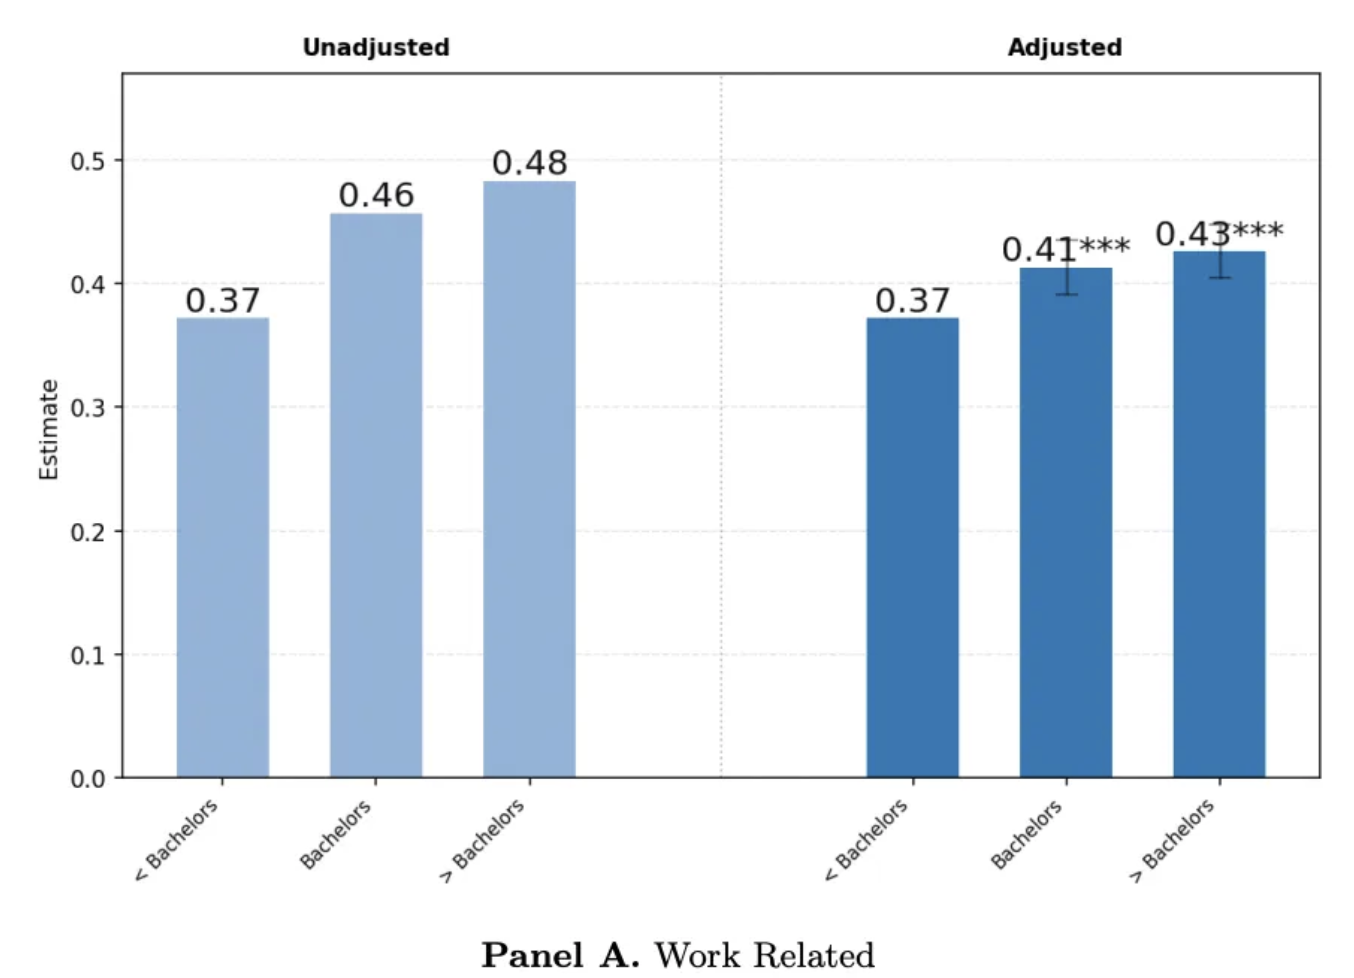 Unadjusted
Adjusted
Estimate
0.5
0.4
0.3
0.2
0.1
0.0
0.37
0.46
0.48
0.37
0.41***
0.43***
< Bachelors
Bachelors
> Bachelors
< Bachelors
Bachelors
> Bachelors
Panel A. Work Related